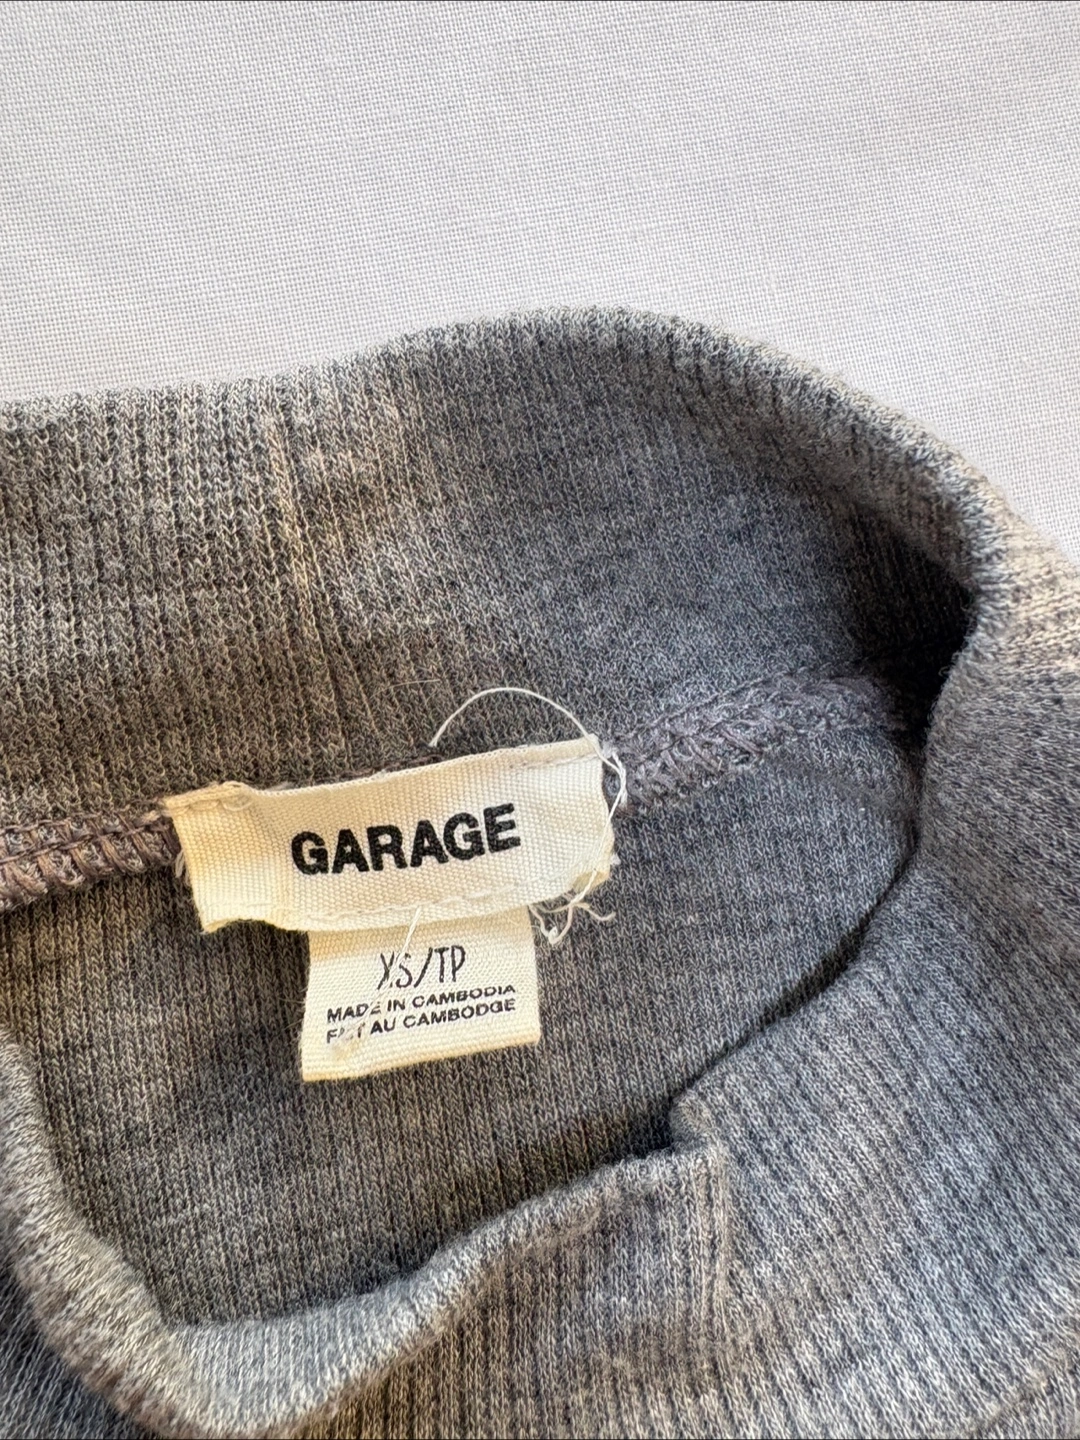 GARAGE
XS/TP
MADE IN CAMBODIA
FAIT AU CAMBODGE